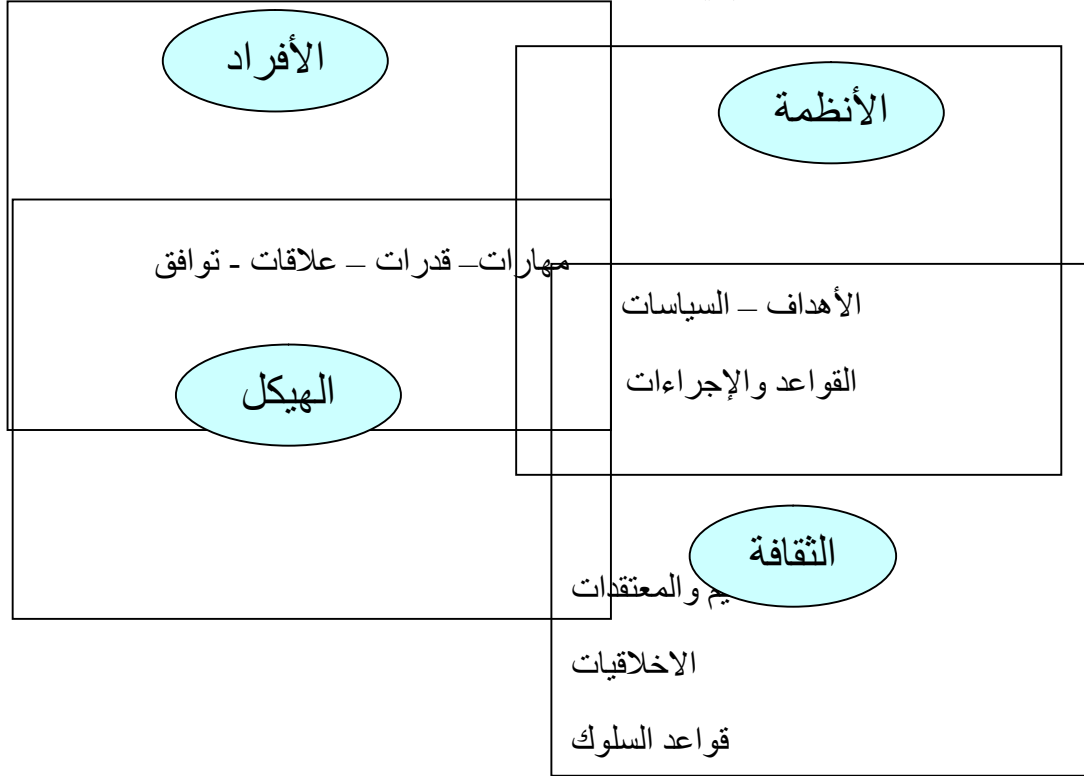 الأفراد
الأنظمة
مهارات– قدرات – علاقات - توافق
الأهداف – السياسات
الهيكل
القواعد والإجراءات
الثقافة
والمعتقدات
الاخلاقيات
قواعد السلوك